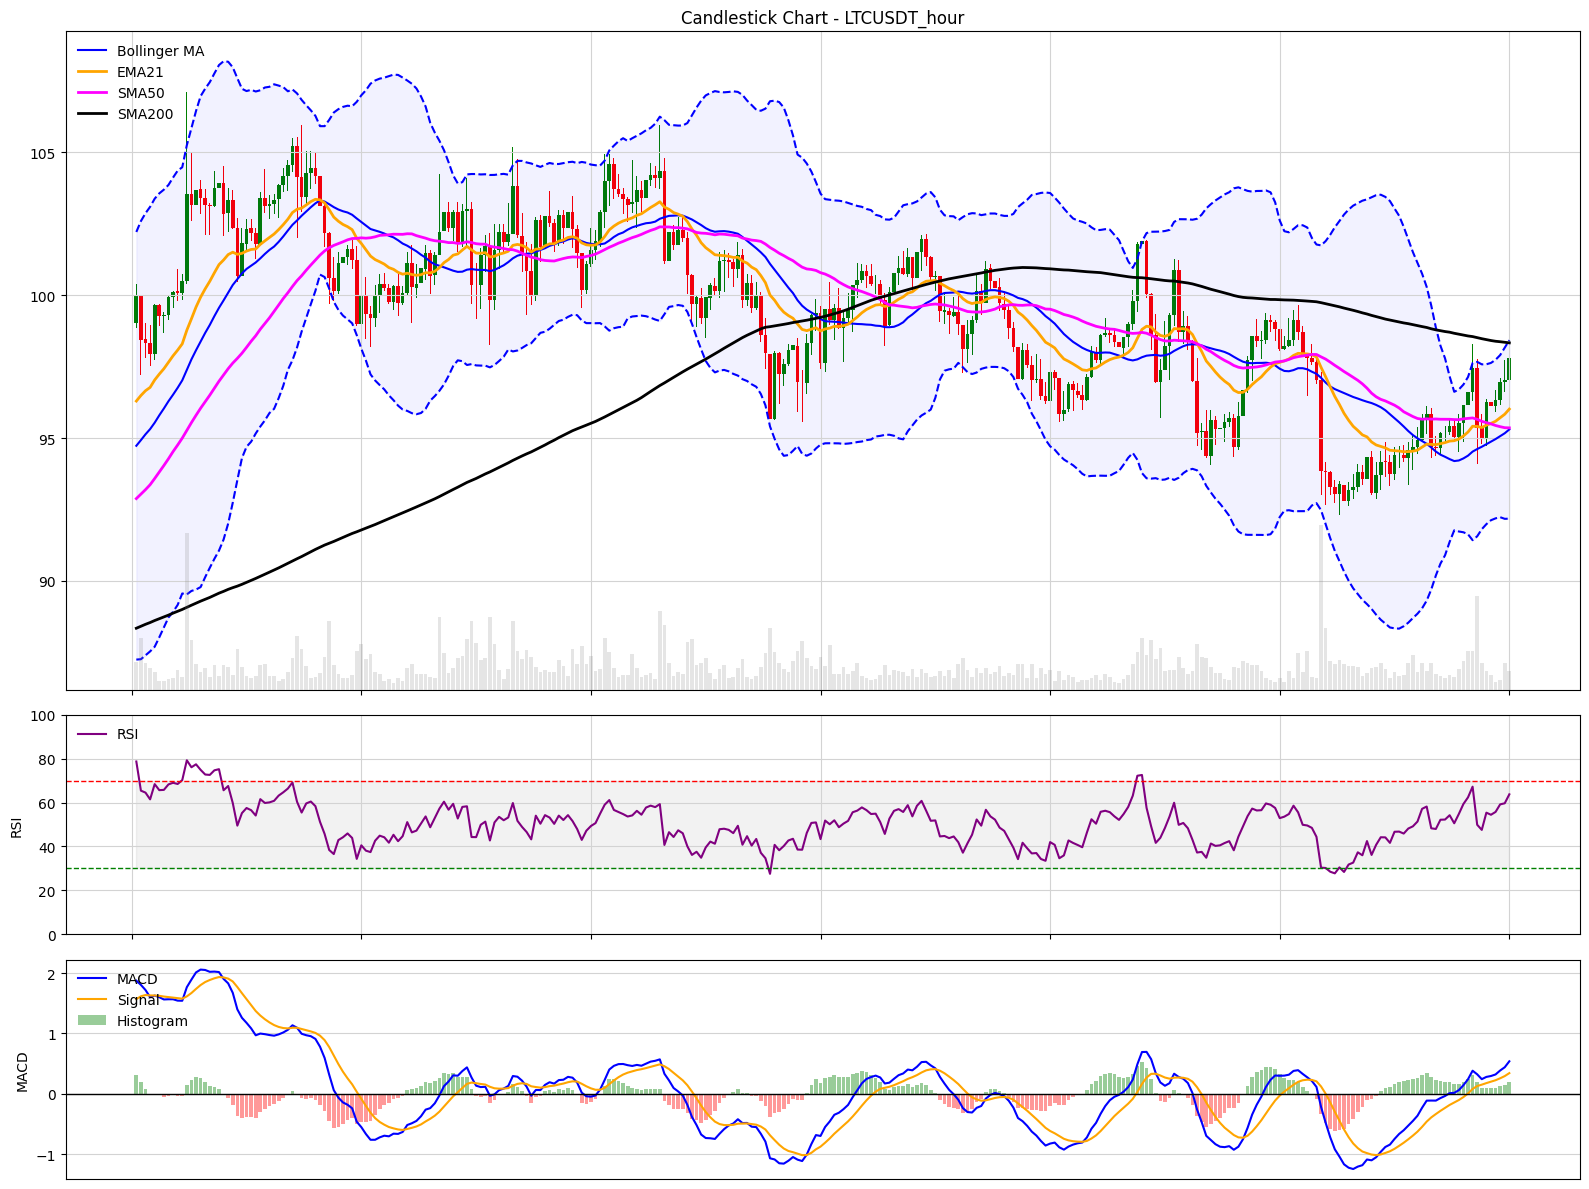 Candlestick Chart - LTCUSDT_hour
Bollinger MA
EMA21
SMA50
SMA200
105
100
95
90
100
80
60
40
20
0
RSI
RSI
2
1
0
−1
MACD
MACD
Signal
Histogram